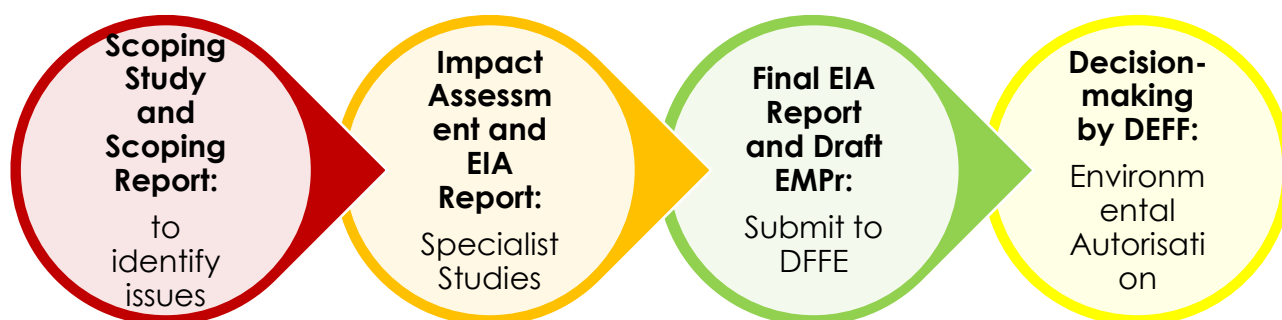 Scoping
Study
and
Scoping
Report:
to
identify
issues
Impact
Assessm
ent and
EIA
Report:
Specialist
Studies
Final EIA
Report
and Draft
EMPr:
Submit to
DFFE
Decision-
making
by DEFF:
Environm
ental
Autorisati
on